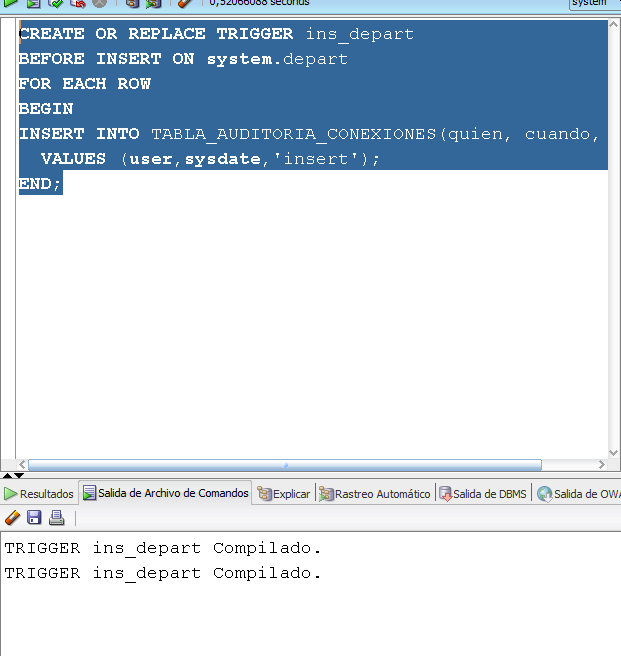 0,52066088 seconds
system
CREATE OR REPLACE TRIGGER ins_depart
BEFORE INSERT ON system.depart
FOR EACH ROW
BEGIN
INSERT INTO TABLA_AUDITORIA_CONEXIONES(quien, cuando,
VALUES (user,sysdate,'insert');
END;
Resultados Salida de Archivo de Comandos Explicar Rastreo Automático Salida de DBMS Salida de OWA
TRIGGER ins_depart Compilado.
TRIGGER ins_depart Compilado.